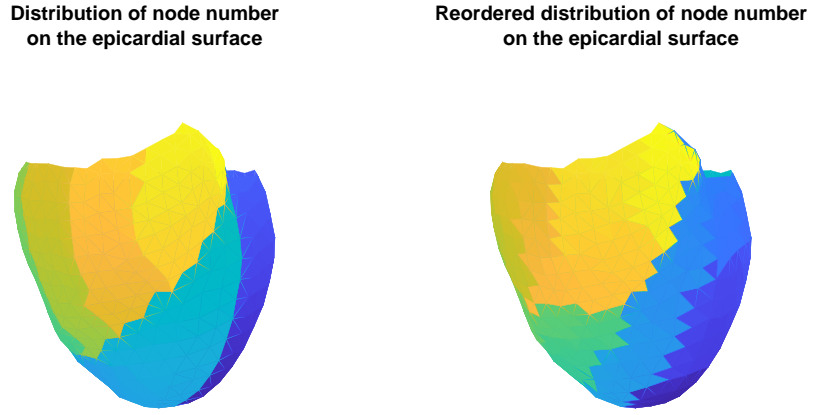 Distribution of node number
on the epicardial surface
Reordered distribution of node number
on the epicardial surface